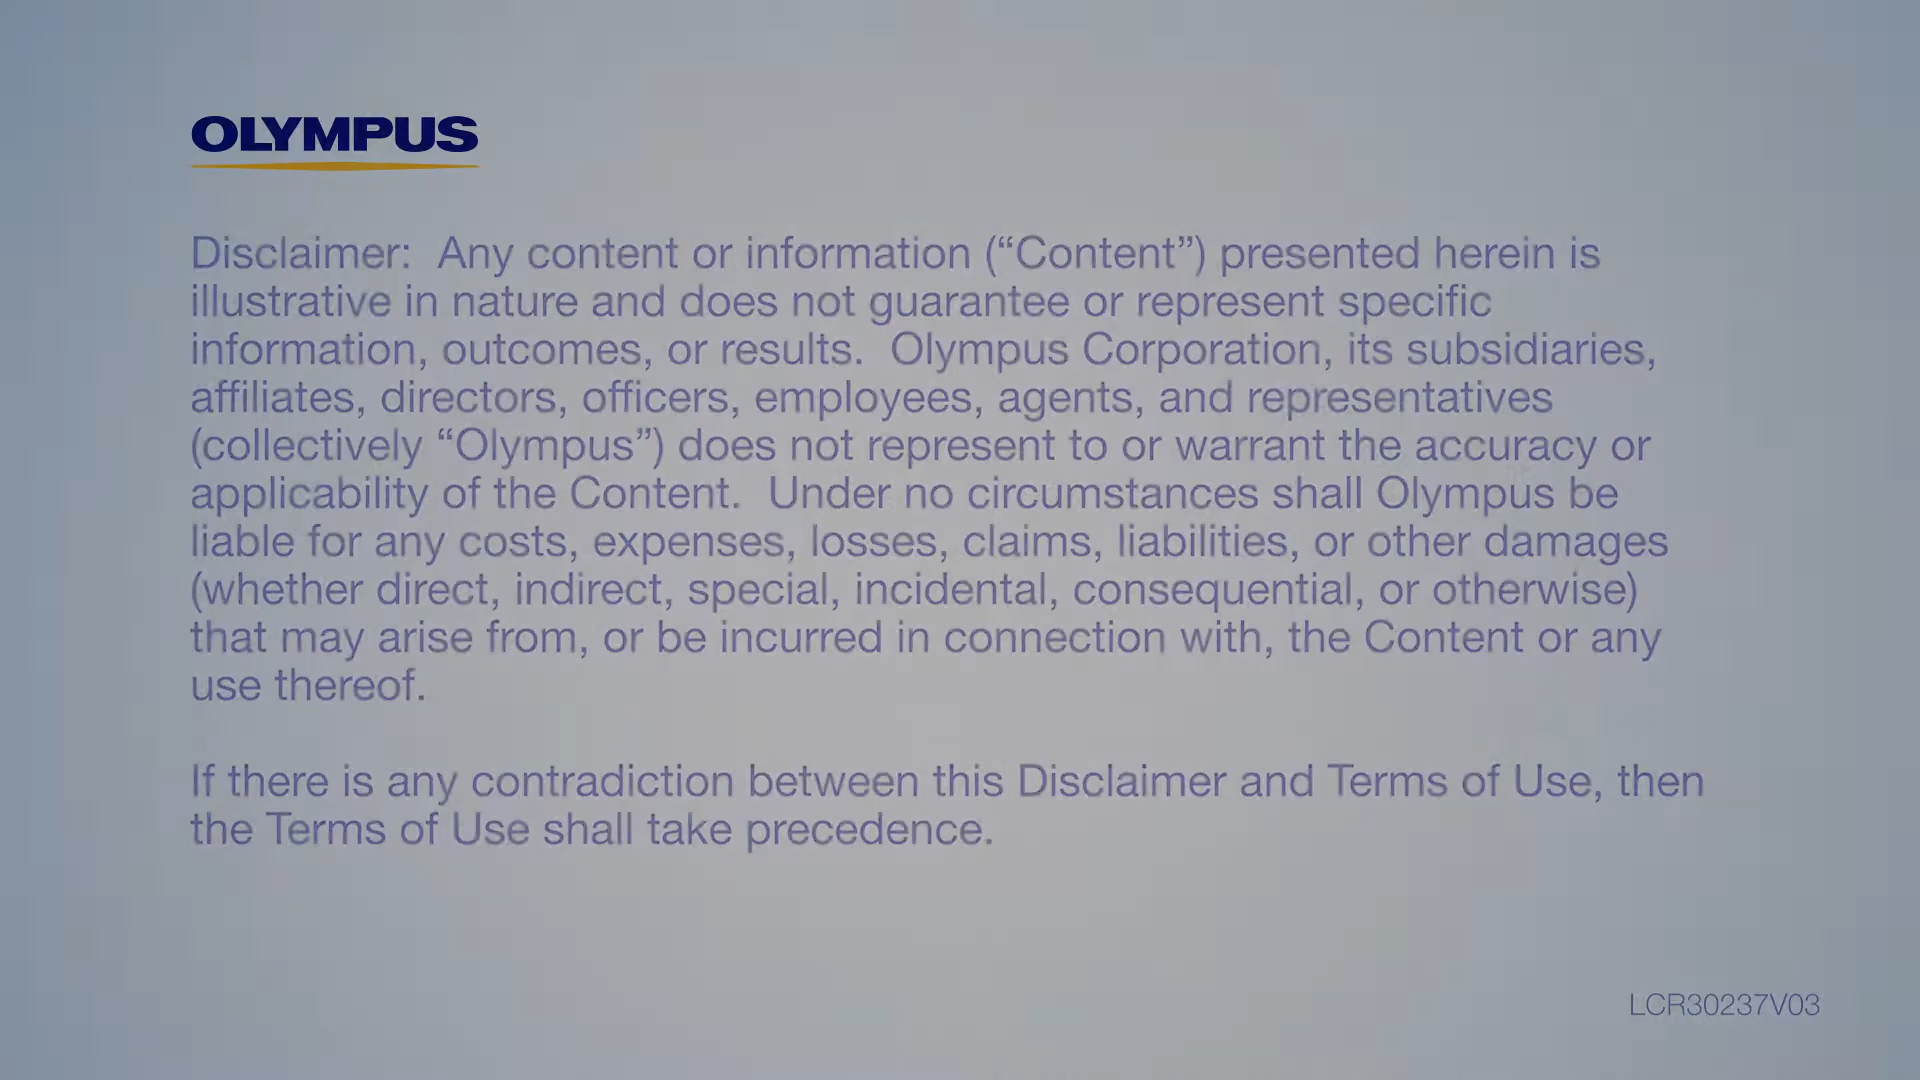 OLYMPUS
Disclaimer:  Any content or information (“Content”) presented herein is
illustrative in nature and does not guarantee or represent specific
information, outcomes, or results.  Olympus Corporation, its subsidiaries,
affiliates, directors, officers, employees, agents, and representatives
(collectively “Olympus”) does not represent to or warrant the accuracy or
applicability of the Content.  Under no circumstances shall Olympus be
liable for any costs, expenses, losses, claims, liabilities, or other damages
(whether direct, indirect, special, incidental, consequential, or otherwise)
that may arise from, or be incurred in connection with, the Content or any
use thereof.
If there is any contradiction between this Disclaimer and Terms of Use, then
the Terms of Use shall take precedence.
LCR30237V03